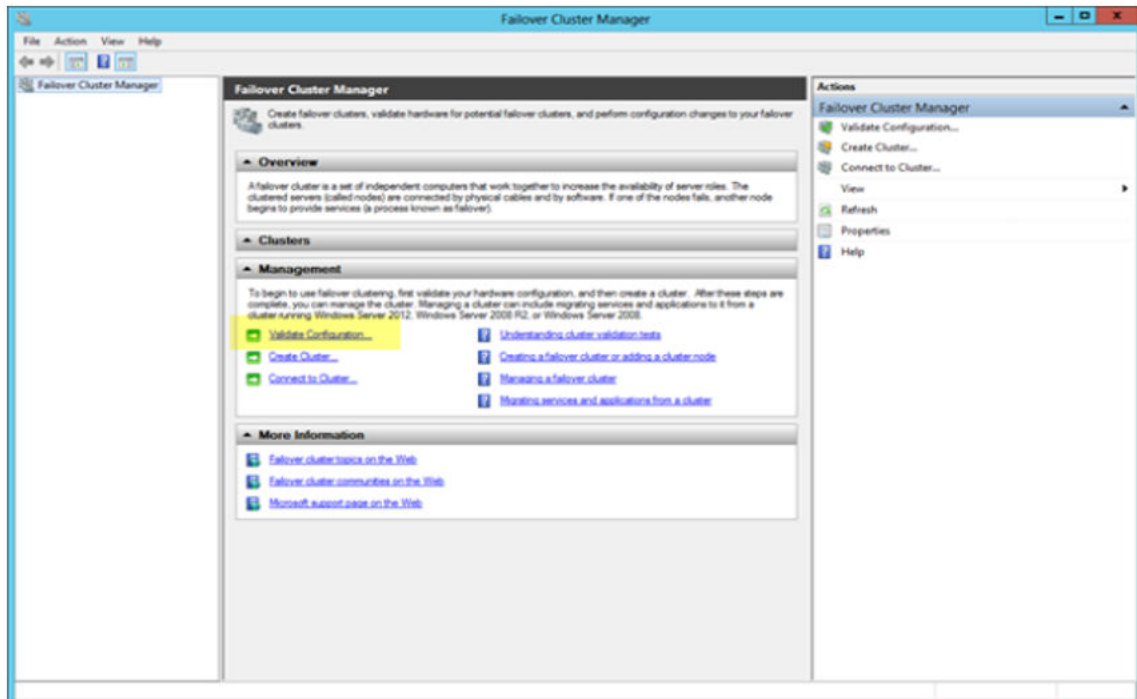 Failover Cluster Manager
File Action View Help
Failover Cluster Manager
Failover Cluster Manager
Create failover clusters, validate hardware for potential failover clusters, and perform configuration changes to your failover
clusters.
Overview
A failover cluster is a set of independent computers that work together to increase the availability of server roles. The
clustered servers (called nodes) are connected by physical cables and by software. If one of the nodes fails, another node
begins to provide services (a process known as failover).
Clusters
Management
To begin to use failover clustering, first validate your hardware configuration, and then create a cluster. After these steps are
complete, you can manage the cluster. Managing a cluster can include migrating services and applications to it from a
cluster running Windows Server 2012, Windows Server 2008 R2, or Windows Server 2008.
Validate Configuration...
Understanding cluster validation tests
Create Cluster...
Creating a failover cluster or adding a cluster node
Connect to Cluster...
Managing a failover cluster
Migrating services and applications from a cluster
More Information
Failover cluster topics on the Web
Failover cluster communities on the Web
Microsoft support page on the Web
Actions
Failover Cluster Manager
Validate Configuration...
Create Cluster...
Connect to Cluster...
View
Refresh
Properties
Help